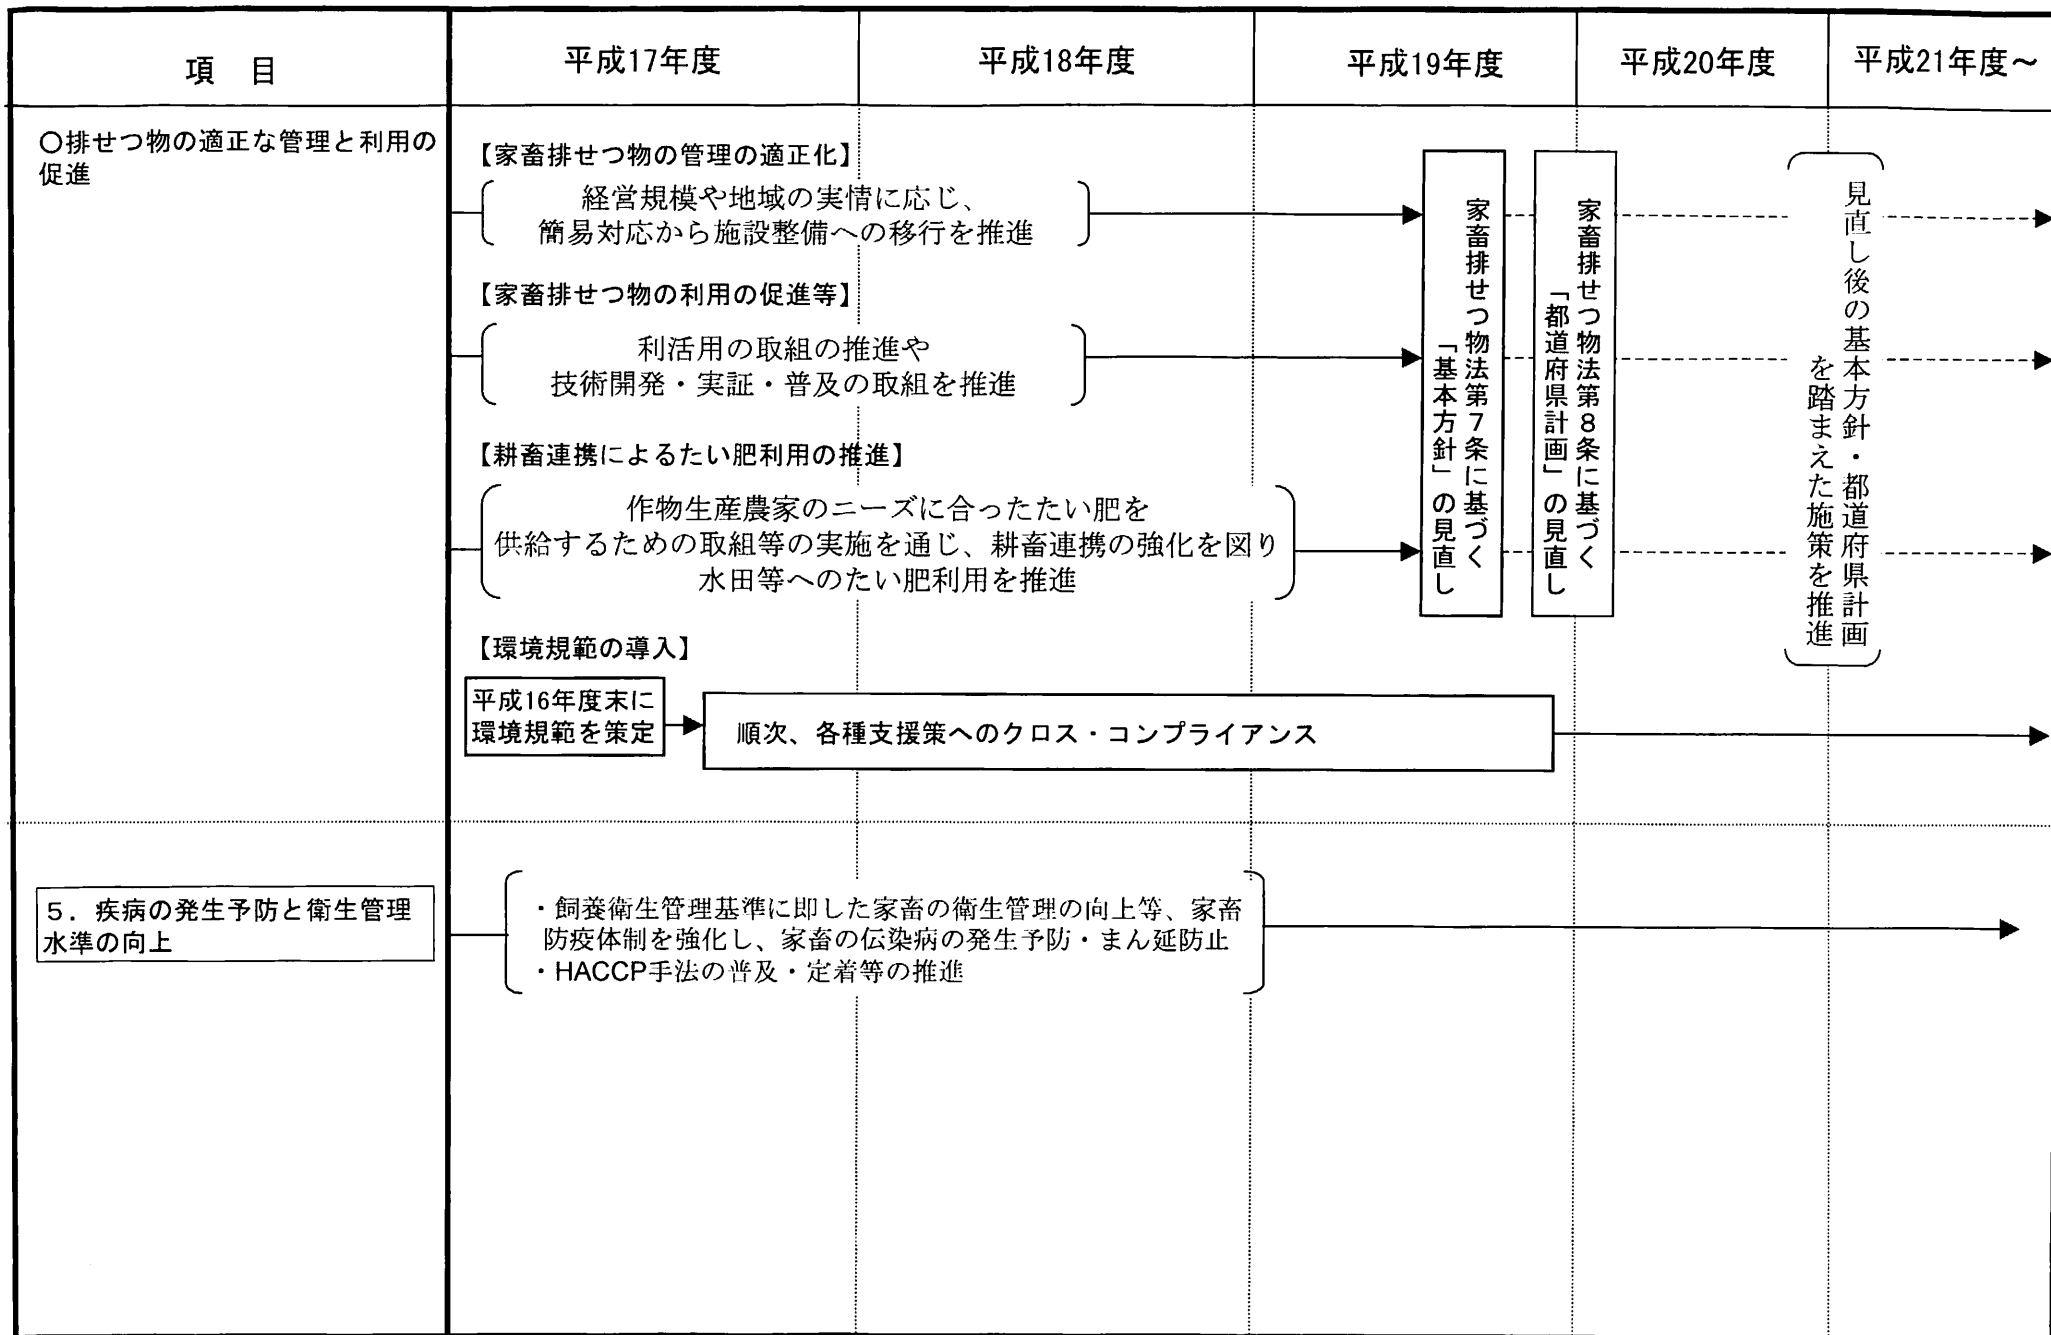 項　目
平成17年度
平成18年度
平成19年度
平成20年度
平成21年度～
○排せつ物の適正な管理と利用の
促進
【家畜排せつ物の管理の適正化】
経営規模や地域の実情に応じ、
簡易対応から施設整備への移行を推進
【家畜排せつ物の利用の促進等】
利活用の取組の推進や
技術開発・実証・普及の取組を推進
【耕畜連携によるたい肥利用の推進】
作物生産農家のニーズに合ったたい肥を
供給するための取組等の実施を通じ、耕畜連携の強化を図り
水田等へのたい肥利用を推進
家畜排せつ物法第７条に基づく
「基本方針」の見直し
家畜排せつ物法第８条に基づく
「都道府県計画」の見直し
見直し後の基本方針・都道府県計画
を踏まえた施策を推進
【環境規範の導入】
平成16年度末に
環境規範を策定
順次、各種支援策へのクロス・コンプライアンス
５．疾病の発生予防と衛生管理
水準の向上
・飼養衛生管理基準に即した家畜の衛生管理の向上等、家畜
防疫体制を強化し、家畜の伝染病の発生予防・まん延防止
・HACCP手法の普及・定着等の推進